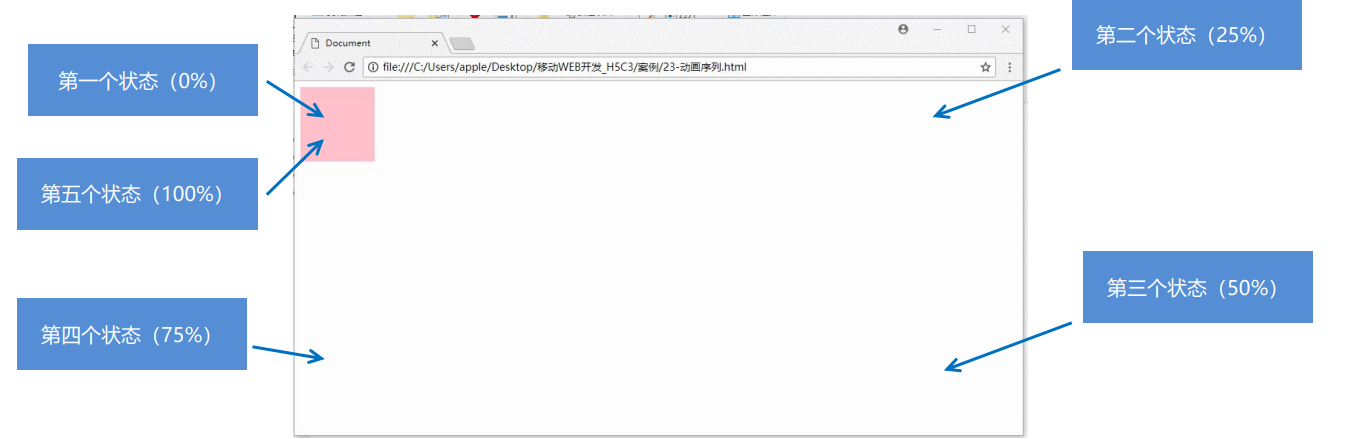 第二个状态（25%）
Document
第一个状态（0%）
file:///C:/Users/apple/Desktop/移动WEB开发_H5C3/案例/23-动画序列.html
第五个状态（100%）
第三个状态（50%）
第四个状态（75%）